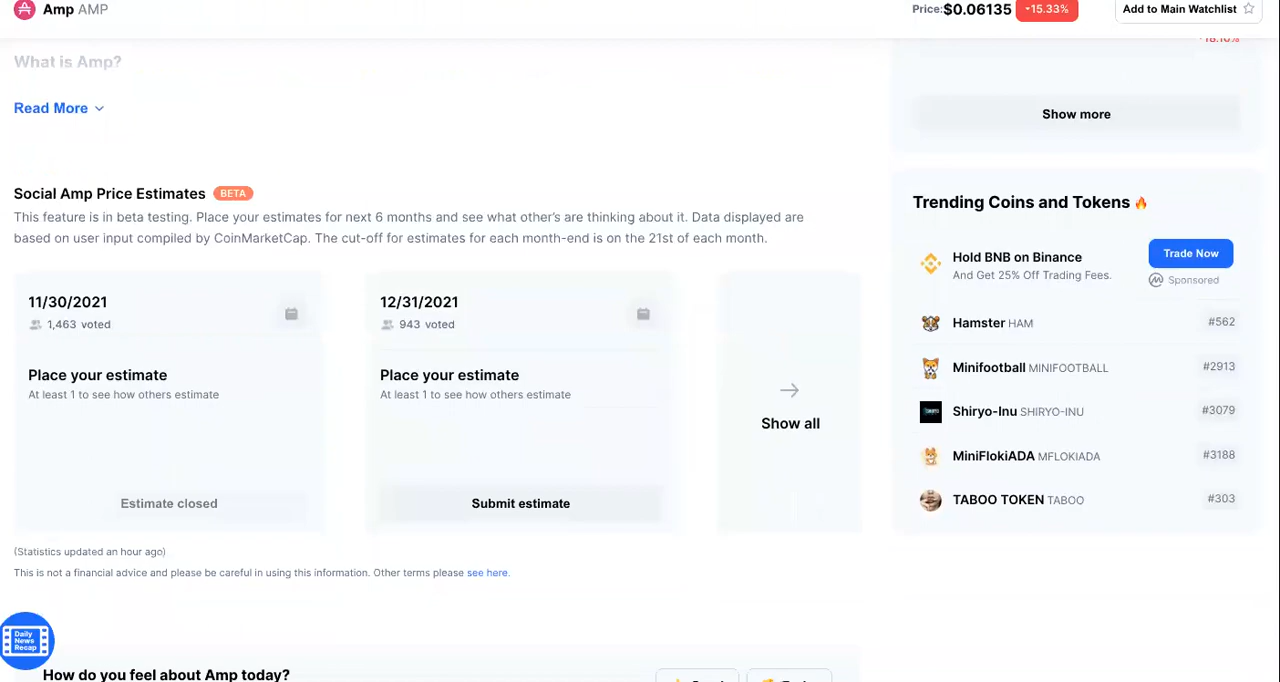 Amp AMP
Price: $0.06135 -15.33%
Add to Main Watchlist
What is Amp?
Read More
Social Amp Price Estimates BETA
This feature is in beta testing. Place your estimates for next 6 months and see what other's are thinking about it. Data displayed are
based on user input compiled by CoinMarketCap. The cut-off for estimates for each month-end is on the 21st of each month.
11/30/2021
1,463 voted
Place your estimate
At least 1 to see how others estimate
Estimate closed
12/31/2021
943 voted
Place your estimate
At least 1 to see how others estimate
Submit estimate
Show all
(Statistics updated an hour ago)
This is not a financial advice and please be careful in using this information. Other terms please see here.
Daily
News
Recap
How do you feel about Amp today?
Show more
Trending Coins and Tokens
Hold BNB on Binance
And Get 25% Off Trading Fees.
Trade Now
Sponsored
Hamster HAM #562
Minifootball MINIFOOTBALL #2913
Shiryo-Inu SHIRYO-INU #3079
MiniFlokiADA MFLOKIADA #3188
TABOO TOKEN TABOO #303